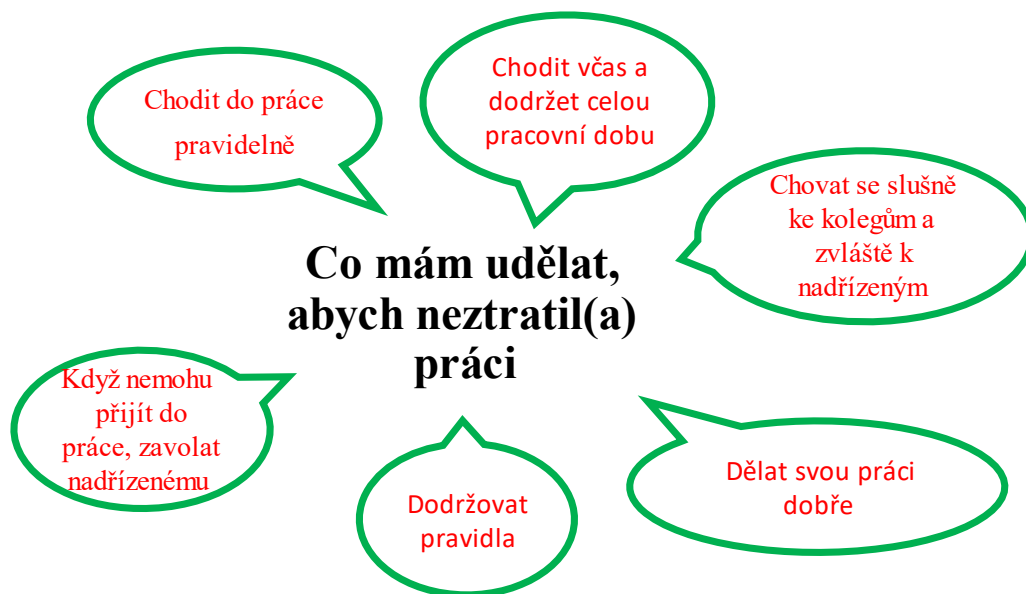 Chodit do práce
pravidelně
Chodit včas a
dodržet celou
pracovní dobu
Chovat se slušně
ke kolegům a
zvláště k
nadřízeným
Co mám udělat,
abych neztratil(a)
práci
Když nemohu
přijít do
práce, zavolat
nadřízenému
Dodržovat
pravidla
Dělat svou práci
dobře